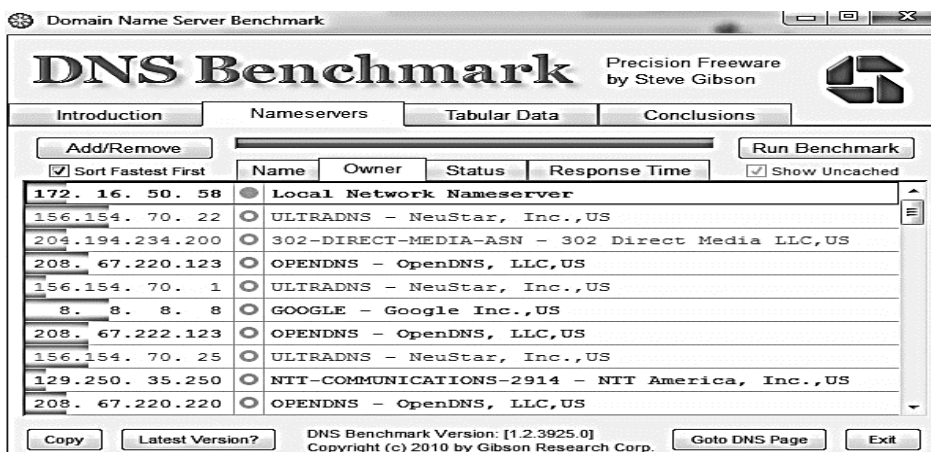 Domain Name Server Benchmark
DNS Benchmark
Precision Freeware
by Steve Gibson
Introduction
Nameservers
Tabular Data
Conclusions
Add/Remove
Run Benchmark
Sort Fastest First
Name
Owner
Status
Response Time
Show Uncached
172. 16. 50. 58 Local Network Nameserver
156.154. 70. 22 ULTRADNS - NeuStar, Inc.,US
204.194.234.200 302-DIRECT-MEDIA-ASN - 302 Direct Media LLC,US
208. 67.220.123 OPENDNS - OpenDNS, LLC,US
156.154. 70. 1 ULTRADNS - NeuStar, Inc.,US
8. 8. 8. 8 GOOGLE - Google Inc.,US
208. 67.222.123 OPENDNS - OpenDNS, LLC,US
156.154. 70. 25 ULTRADNS - NeuStar, Inc.,US
129.250. 35.250 NTT-COMMUNICATIONS-2914 - NTT America, Inc.,US
208. 67.220.220 OPENDNS - OpenDNS, LLC,US
Copy
Latest Version?
DNS Benchmark Version: [1.2.3925.0]
Copyright (c) 2010 by Gibson Research Corp.
Goto DNS Page
Exit